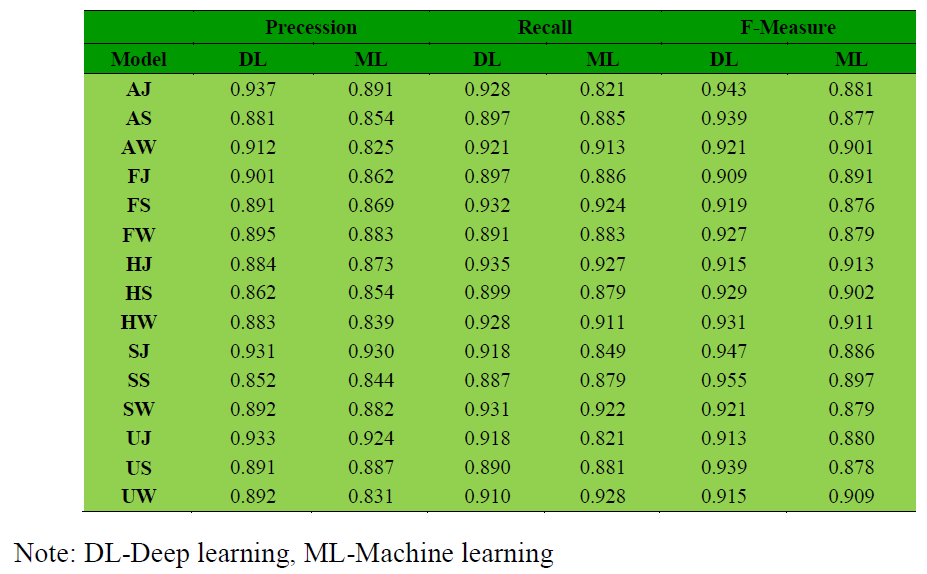 Precession Recall F-Measure
Model DL ML DL ML DL ML
AJ 0.937 0.891 0.928 0.821 0.943 0.881
AS 0.881 0.854 0.897 0.885 0.939 0.877
AW 0.912 0.825 0.921 0.913 0.921 0.901
FJ 0.901 0.862 0.897 0.886 0.909 0.891
FS 0.891 0.869 0.932 0.924 0.919 0.876
FW 0.895 0.883 0.891 0.883 0.927 0.879
HJ 0.884 0.873 0.935 0.927 0.915 0.913
HS 0.862 0.854 0.899 0.879 0.929 0.902
HW 0.883 0.839 0.928 0.911 0.931 0.911
SJ 0.931 0.930 0.918 0.849 0.947 0.886
SS 0.852 0.844 0.887 0.879 0.955 0.897
SW 0.892 0.882 0.931 0.922 0.921 0.879
UJ 0.933 0.924 0.918 0.821 0.913 0.880
US 0.891 0.887 0.890 0.881 0.939 0.878
UW 0.892 0.831 0.910 0.928 0.915 0.909
Note: DL-Deep learning, ML-Machine learning